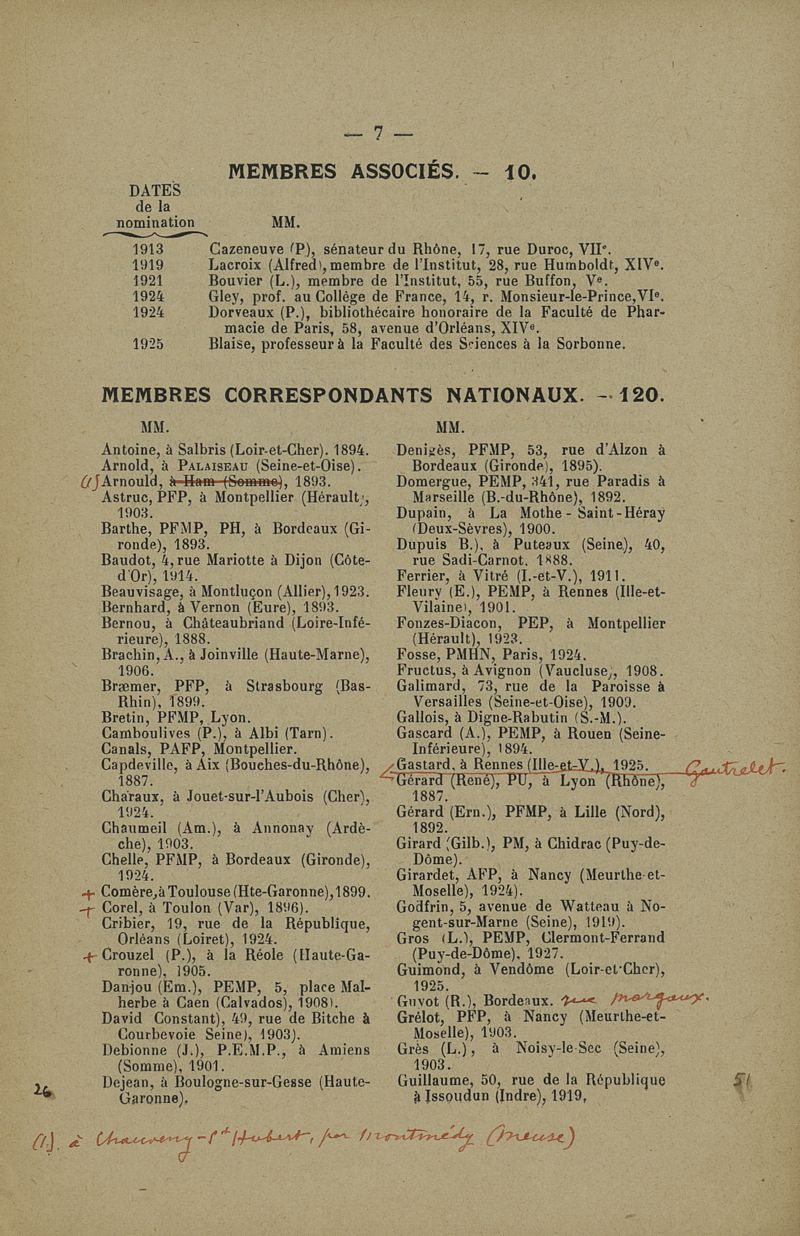 — 7 —
MEMBRES ASSOCIÉS. — 10.
DATES
de la
nomination MM.
1913 Cazeneuve (P), sénateur du Rhône, 17, rue Duroc, VIIe.
1919 Lacroix (Alfred), membre de l'Institut, 28, rue Humboldt, XIVe.
1921 Bouvier (L.), membre de l'Institut, 55, rue Buffon, Ve.
1924 Gley, prof. au Collège de France, 14, r. Monsieur-le-Prince, VIe.
1924 Dorveaux (P.), bibliothécaire honoraire de la Faculté de Phar-
macie de Paris, 58, avenue d'Orléans, XIVe.
1925 Blaise, professeur à la Faculté des Sciences à la Sorbonne.
MEMBRES CORRESPONDANTS NATIONAUX. — 120.
MM.
Antoine, à Salbris (Loir-et-Cher). 1894.
Arnold, à PALAISEAU (Seine-et-Oise).
(1) Arnould, à Ham (Somme), 1893.
Astruc, PFP, à Montpellier (Hérault),
1903.
Barthe, PFMP, PH, à Bordeaux (Gi-
ronde), 1893.
Baudot, 4, rue Mariotte à Dijon (Côte-
d'Or), 1914.
Beauvisage, à Montluçon (Allier), 1923.
Bernhard, à Vernon (Eure), 1893.
Bernou, à Châteaubriand (Loire-Infé-
rieure), 1888.
Brachin, A., à Joinville (Haute-Marne),
1906.
Bræmer, PFP, à Strasbourg (Bas-
Rhin), 1899.
Bretin, PFMP, Lyon.
Camboulives (P.), à Albi (Tarn).
Canals, PAFP, Montpellier.
Capdeville, à Aix (Bouches-du-Rhône),
1887.
Charaux, à Jouet-sur-l'Aubois (Cher),
1924.
Chaumeil (Am.), à Annonay (Ardè-
che), 1903.
Chelle, PFMP, à Bordeaux (Gironde),
1924.
+ Comère, à Toulouse (Hte-Garonne), 1899.
+ Corel, à Toulon (Var), 1896).
Cribier, 19, rue de la République,
Orléans (Loiret), 1924.
+ Crouzel (P.), à la Réole (Haute-Ga-
ronne), 1905.
Danjou (Em.), PEMP, 5, place Mal-
herbe à Caen (Calvados), 1908).
David Constant), 49, rue de Bitche à
Courbevoie Seine), 1903).
Debionne (J.), P.E.M.P., à Amiens
(Somme), 1901.
Dejean, à Boulogne-sur-Gesse (Haute-
Garonne).
26
MM.
Denigès, PFMP, 53, rue d'Alzon à
Bordeaux (Gironde), 1895).
Domergue, PEMP, 341, rue Paradis à
Marseille (B.-du-Rhône), 1892.
Dupain, à La Mothe-Saint-Héray
(Deux-Sèvres), 1900.
Dupuis B.), à Puteaux (Seine), 40,
rue Sadi-Carnot. 1888.
Ferrier, à Vitré (I.-et-V.), 1911.
Fleury (E.), PEMP, à Rennes (Ille-et-
Vilaine), 1901.
Fonzes-Diacon, PEP, à Montpellier
(Hérault), 1923.
Fosse, PMHN, Paris, 1924.
Fructus, à Avignon (Vaucluse), 1908.
Galimard, 73, rue de la Paroisse à
Versailles (Seine-et-Oise), 1909.
Gallois, à Digne-Rabutin (S.-M.).
Gascard (A.), PEMP, à Rouen (Seine-
Inférieure), 1894.
Gastard, à Rennes (Ille-et-V.), 1925. Gautrelet.
Gérard (René), PU, à Lyon (Rhône),
1887.
Gérard (Ern.), PFMP, à Lille (Nord),
1892.
Girard (Gilb.), PM, à Chidrac (Puy-de-
Dôme).
Girardet, AFP, à Nancy (Meurthe-et-
Moselle), 1924).
Godfrin, 5, avenue de Watteau à No-
gent-sur-Marne (Seine), 1919).
Gros (L.), PEMP, Clermont-Ferrand
(Puy-de-Dôme), 1927.
Guimond, à Vendôme (Loir-et-Cher),
1925.
Guyot (R.), Bordeaux. rue Margaux.
Grélot, PFP, à Nancy (Meurthe-et-
Moselle), 1903.
Grès (L.), à Noisy-le-Sec (Seine),
1903.
Guillaume, 50, rue de la République
à Issoudun (Indre), 1919,
51
(1). à Chauvency-St Hubert, par Montmédy (Meuse)